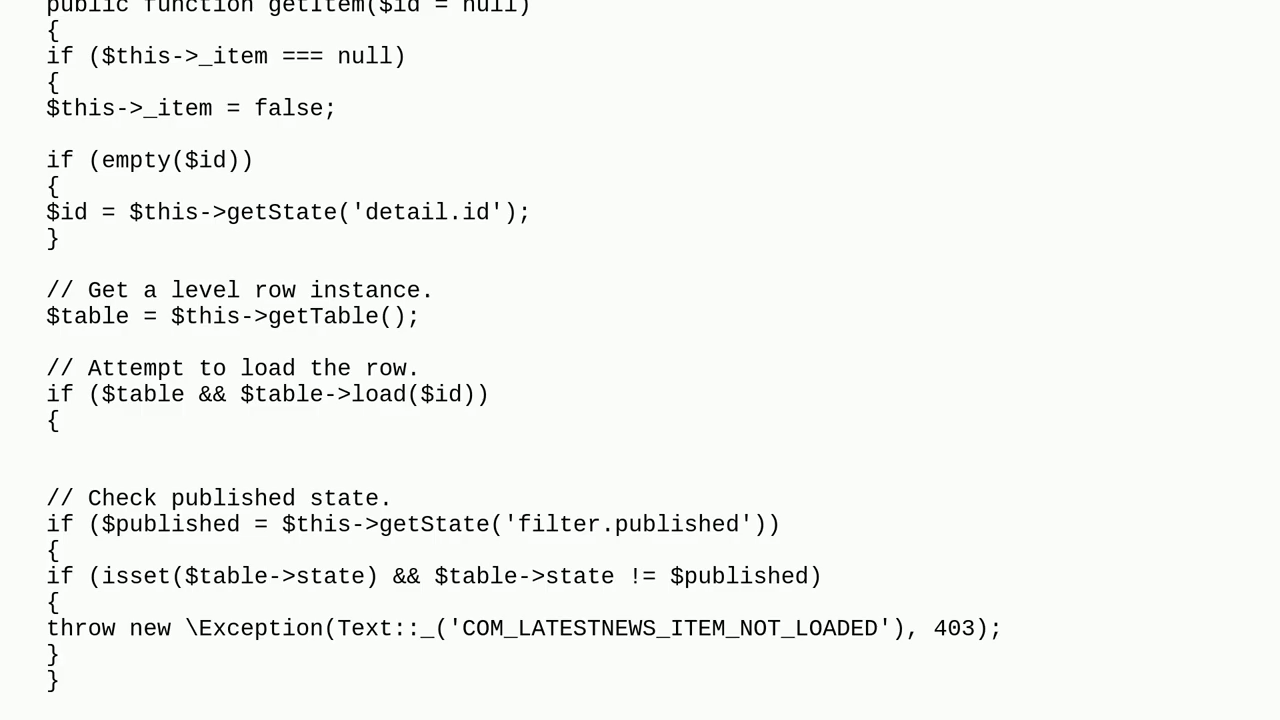 public function getItem($id = null)
{
if ($this->_item === null)
{
$this->_item = false;

if (empty($id))
{
$id = $this->getState('detail.id');
}

// Get a level row instance.
$table = $this->getTable();

// Attempt to load the row.
if ($table && $table->load($id))
{


// Check published state.
if ($published = $this->getState('filter.published'))
{
if (isset($table->state) && $table->state != $published)
{
throw new \Exception(Text::_('COM_LATESTNEWS_ITEM_NOT_LOADED'), 403);
}
}